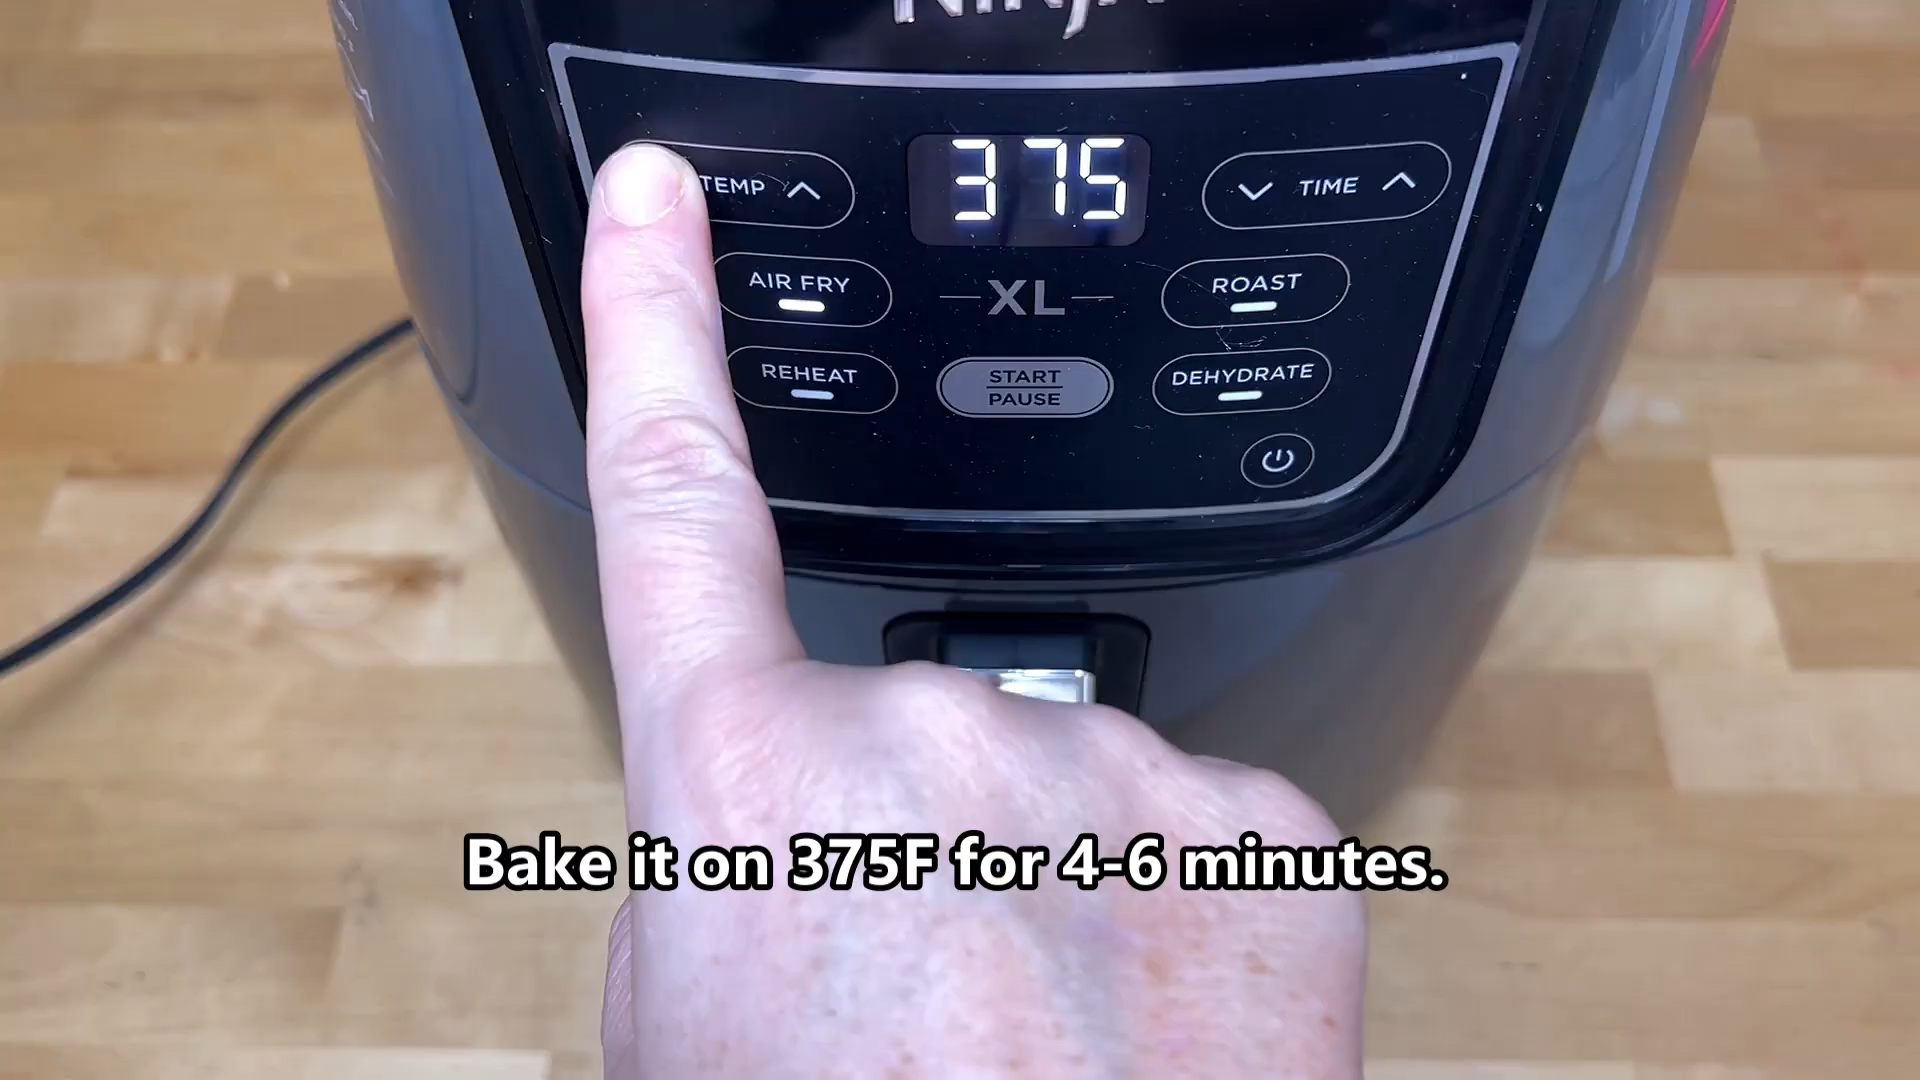 NINJA
TEMP
375
TIME
AIR FRY
XL
ROAST
REHEAT
START
PAUSE
DEHYDRATE
Bake it on 375F for 4-6 minutes.